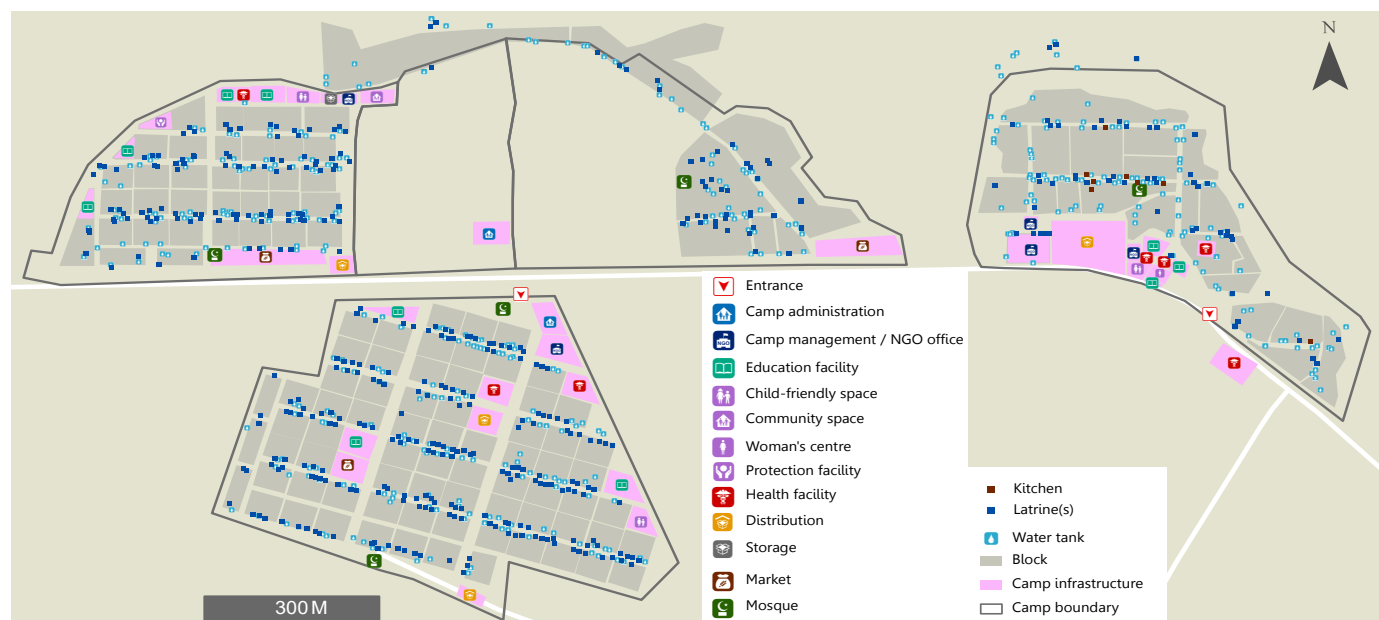 N
Entrance
Camp administration
NGO Camp management / NGO office
Education facility
Child-friendly space
Community space
Woman's centre
Protection facility
Health facility
Distribution
Storage
Market
Mosque
Kitchen
Latrine(s)
Water tank
Block
Camp infrastructure
Camp boundary
300 M